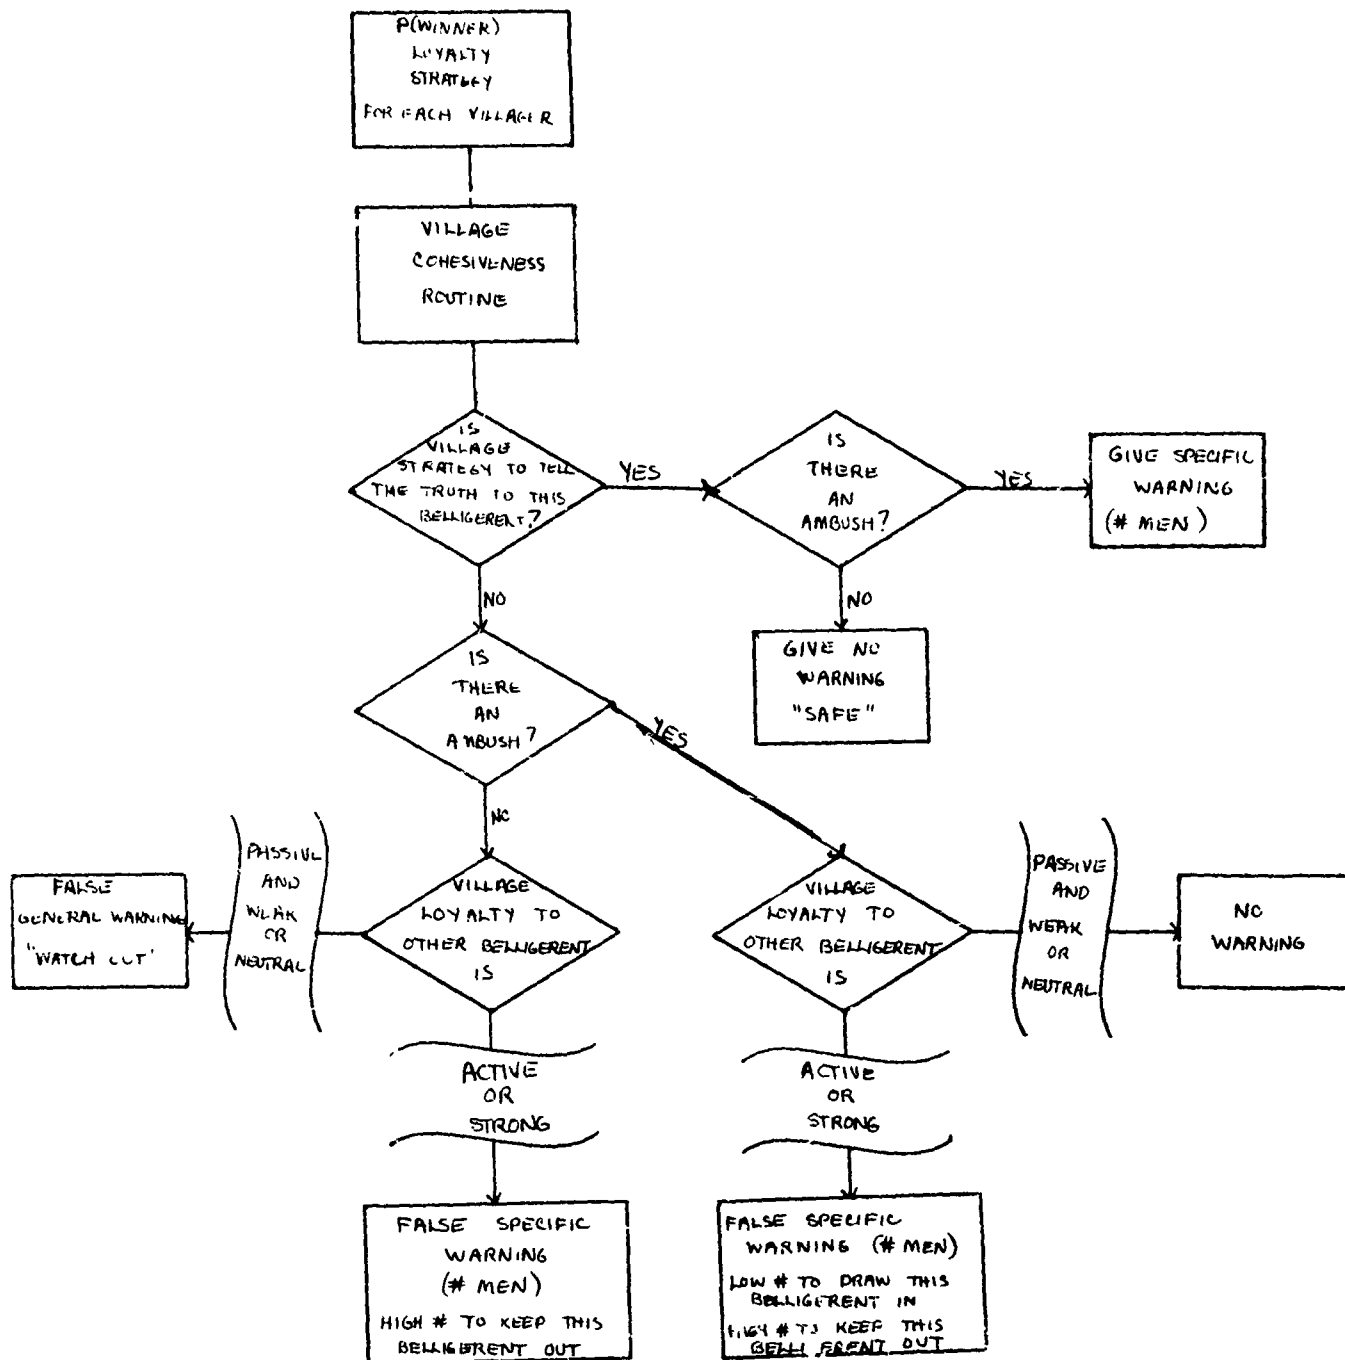 P(WINNER)
LOYALTY
STRATEGY
FOR EACH VILLAGER
VILLAGE
COHESIVENESS
ROUTINE
IS
VILLAGE
STRATEGY TO TELL
THE TRUTH TO THIS
BELLIGERENT?
YES
IS
THERE
AN
AMBUSH?
YES
GIVE SPECIFIC
WARNING
(# MEN)
NO
NO
GIVE NO
WARNING
"SAFE"
IS
THERE
AN
AMBUSH?
YES
NO
FALSE
GENERAL WARNING
"WATCH OUT"
PASSIVE
AND
WEAK
OR
NEUTRAL
VILLAGE
LOYALTY TO
OTHER BELLIGERENT
IS
VILLAGE
LOYALTY TO
OTHER BELLIGERENT
IS
PASSIVE
AND
WEAK
OR
NEUTRAL
NO
WARNING
ACTIVE
OR
STRONG
ACTIVE
OR
STRONG
FALSE SPECIFIC
WARNING
(# MEN)
HIGH # TO KEEP THIS
BELLIGERENT OUT
FALSE SPECIFIC
WARNING (# MEN)
LOW # TO DRAW THIS
BELLIGERENT IN
HIGH # TO KEEP THIS
BELLIGERENT OUT